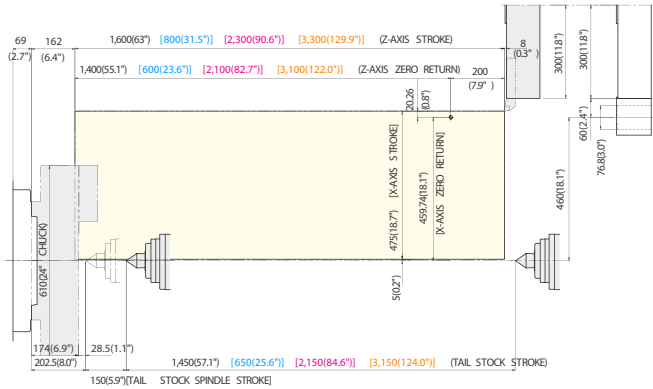 69
(2.7")
162
(6.4")
1,600(63") [800(31.5")] [2,300(90.6")] [3,300(129.9")] (Z-AXIS STROKE)
8
(0.3")
1,400(55.1") [600(23.6")] [2,100(82.7")] [3,100(122.0")] (Z-AXIS ZERO RETURN)
200
(7.9")
300(11.8")
300(11.8")
20.26
(0.8")
60(2.4")
76.8(3.0")
475(18.7") [X-AXIS STROKE]
459.74(18.1")
[X-AXIS ZERO RETURN]
460(18.1")
610(24" CHUCK)
5(0.2")
174(6.9")
28.5(1.1")
202.5(8.0")
1,450(57.1") [650(25.6")] [2,150(84.6")] [3,150(124.0")] (TAIL STOCK STROKE)
150(5.9")[TAIL STOCK SPINDLE STROKE]